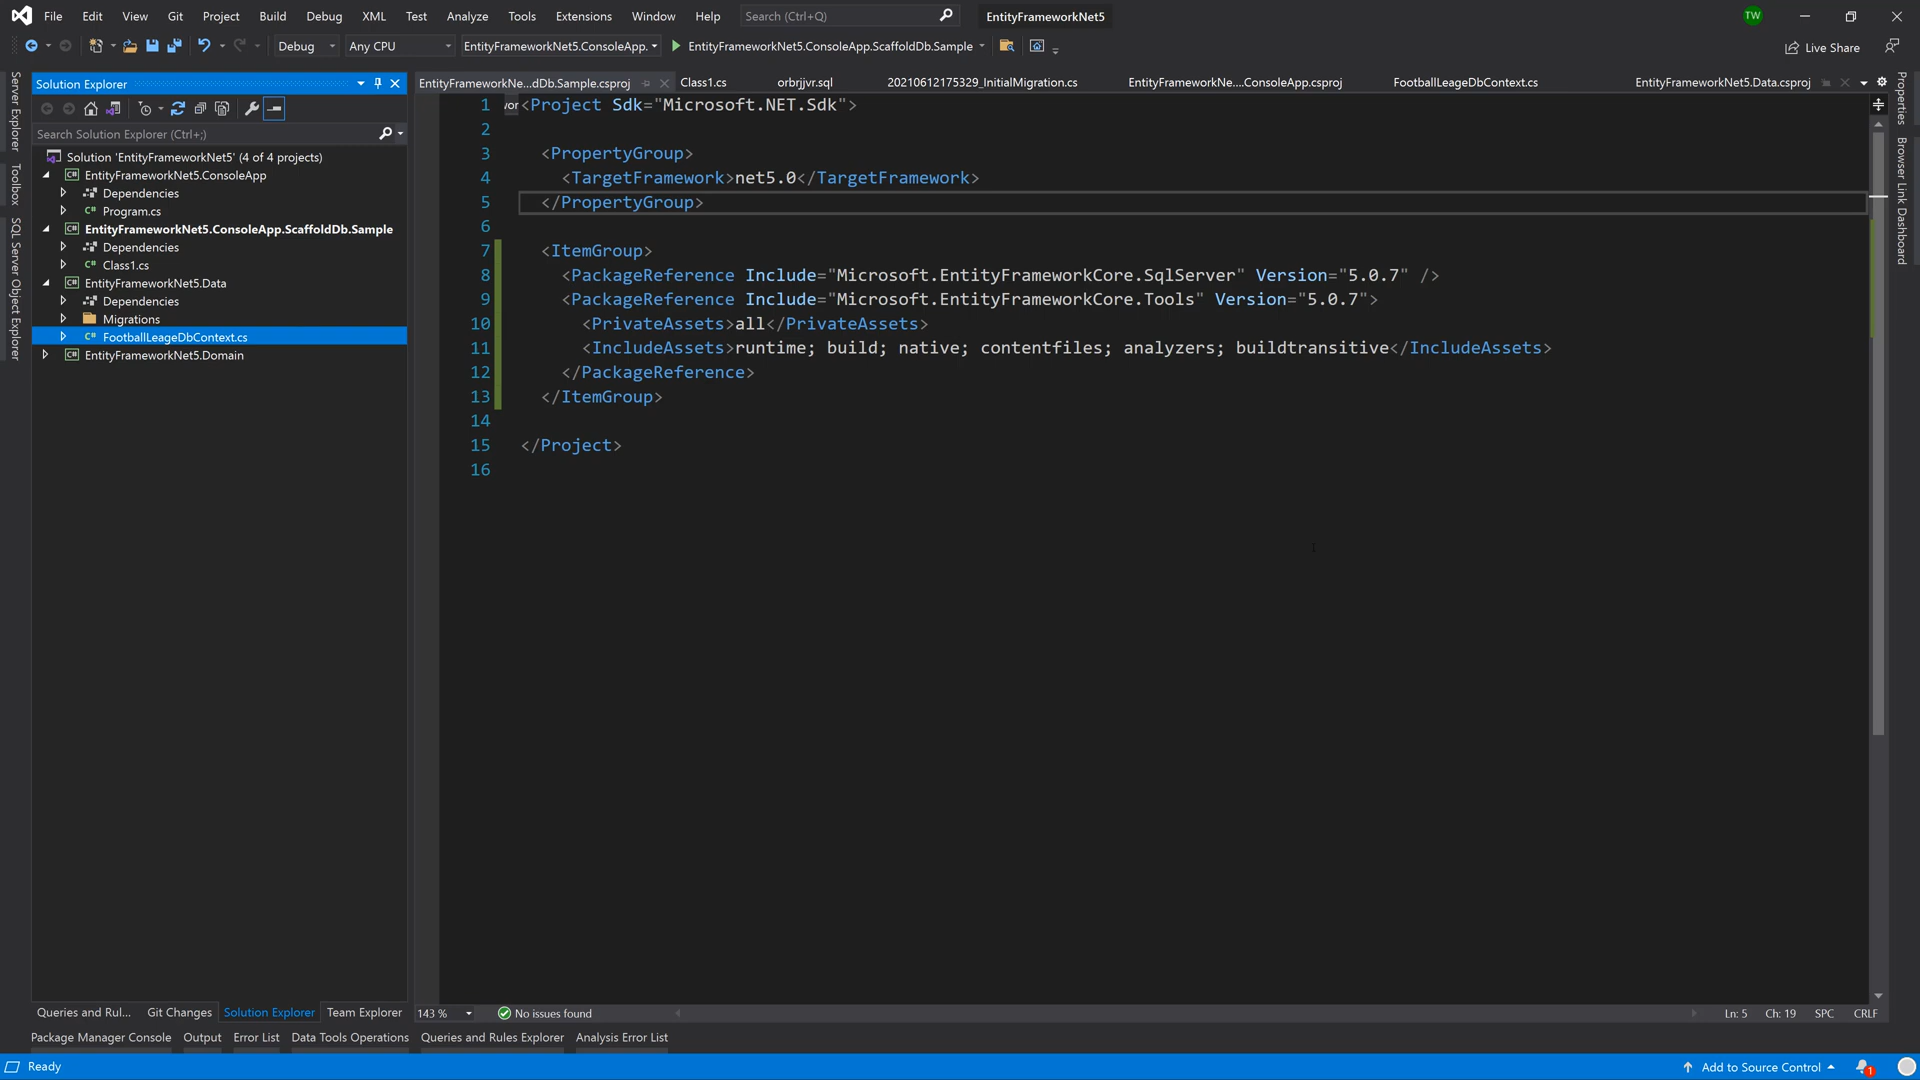 File Edit View Git Project Build Debug XML Test Analyze Tools Extensions Window Help Search (Ctrl+Q) EntityFrameworkNet5 TW
Debug Any CPU EntityFrameworkNet5.ConsoleApp. EntityFrameworkNet5.ConsoleApp.ScaffoldDb.Sample Live Share
Solution Explorer
Search Solution Explorer (Ctrl+;)
Solution 'EntityFrameworkNet5' (4 of 4 projects)
EntityFrameworkNet5.ConsoleApp
Dependencies
C# Program.cs
EntityFrameworkNet5.ConsoleApp.ScaffoldDb.Sample
Dependencies
C# Class1.cs
EntityFrameworkNet5.Data
Dependencies
Migrations
C# FootballLeageDbContext.cs
EntityFrameworkNet5.Domain
Server Explorer
Toolbox
SQL Server Object Explorer
EntityFrameworkNe...dDb.Sample.csproj Class1.cs orbrjjvr.sql 20210612175329_InitialMigration.cs EntityFrameworkNe....ConsoleApp.csproj FootballLeageDbContext.cs EntityFrameworkNet5.Data.csproj
1 <Project Sdk="Microsoft.NET.Sdk">
2
3 <PropertyGroup>
4 <TargetFramework>net5.0</TargetFramework>
5 </PropertyGroup>
6
7 <ItemGroup>
8 <PackageReference Include="Microsoft.EntityFrameworkCore.SqlServer" Version="5.0.7" />
9 <PackageReference Include="Microsoft.EntityFrameworkCore.Tools" Version="5.0.7">
10 <PrivateAssets>all</PrivateAssets>
11 <IncludeAssets>runtime; build; native; contentfiles; analyzers; buildtransitive</IncludeAssets>
12 </PackageReference>
13 </ItemGroup>
14
15 </Project>
16
Properties
Browser Link Dashboard
Queries and Rul... Git Changes Solution Explorer Team Explorer 143 % No issues found Ln: 5 Ch: 19 SPC CRLF
Package Manager Console Output Error List Data Tools Operations Queries and Rules Explorer Analysis Error List
Ready Add to Source Control 1